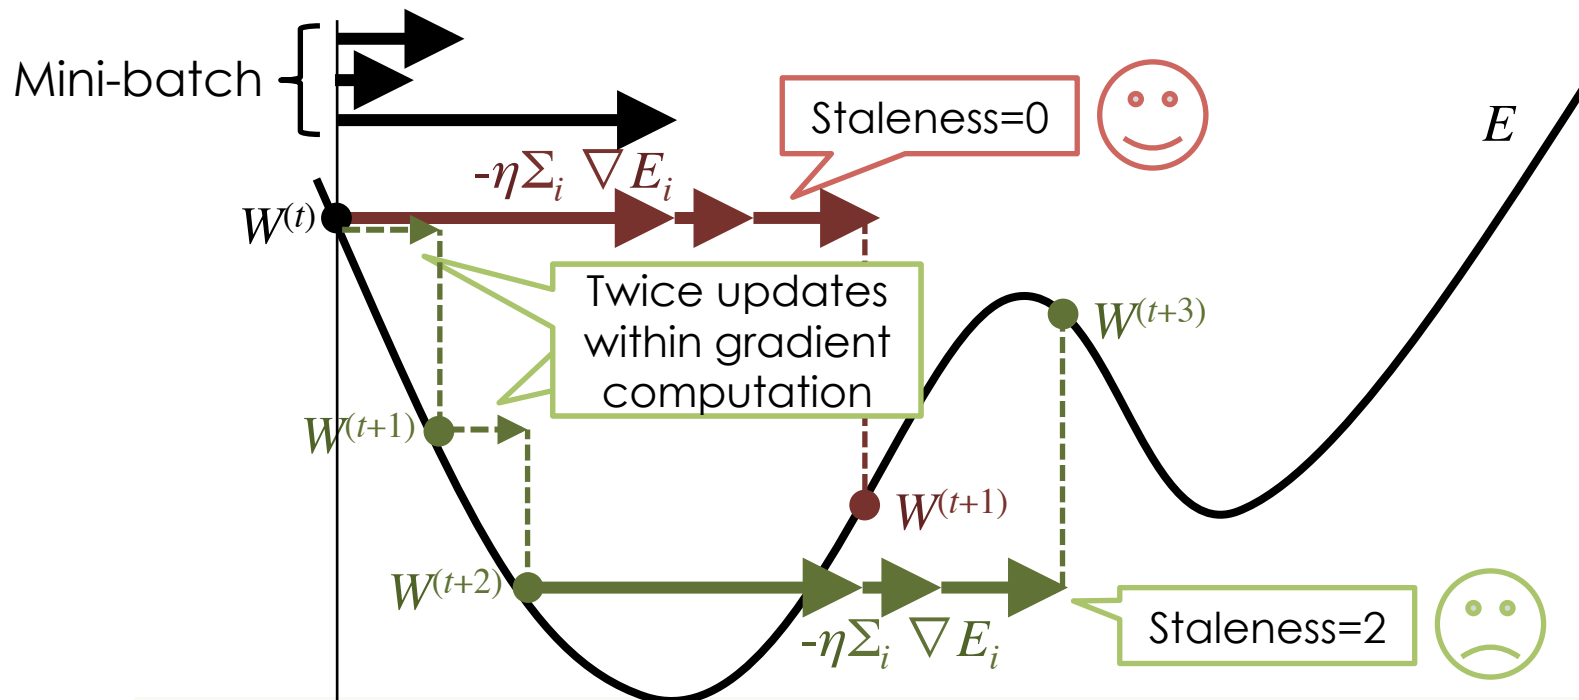 Mini-batch
Staleness=0
E
-ηΣᵢ ∇Eᵢ
W⁽ᵗ⁾
Twice updates
within gradient
computation
W⁽ᵗ⁺³⁾
W⁽ᵗ⁺¹⁾
W⁽ᵗ⁺¹⁾
W⁽ᵗ⁺²⁾
-ηΣᵢ ∇Eᵢ
Staleness=2